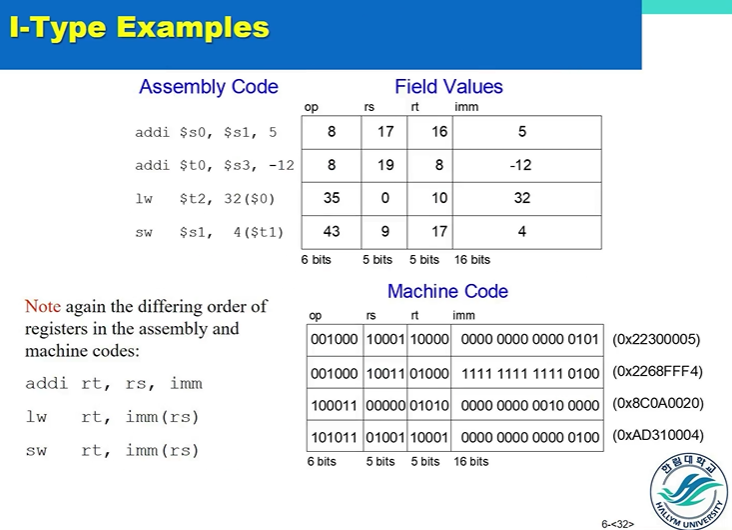 I-Type Examples
Assembly Code
Field Values
op rs rt imm
addi $s0, $s1, 5 8 17 16 5
addi $t0, $s3, -12 8 19 8 -12
lw $t2, 32($0) 35 0 10 32
sw $s1, 4($t1) 43 9 17 4
6 bits 5 bits 5 bits 16 bits
Note again the differing order of
registers in the assembly and
machine codes:
addi rt, rs, imm
lw rt, imm(rs)
sw rt, imm(rs)
Machine Code
op rs rt imm
001000 10001 10000 0000 0000 0000 0101 (0x22300005)
001000 10011 01000 1111 1111 1111 0100 (0x2268FFF4)
100011 00000 01010 0000 0000 0010 0000 (0x8C0A0020)
101011 01001 10001 0000 0000 0000 0100 (0xAD310004)
6 bits 5 bits 5 bits 16 bits
한림대학교
HALLYM UNIVERSITY
6-<32>